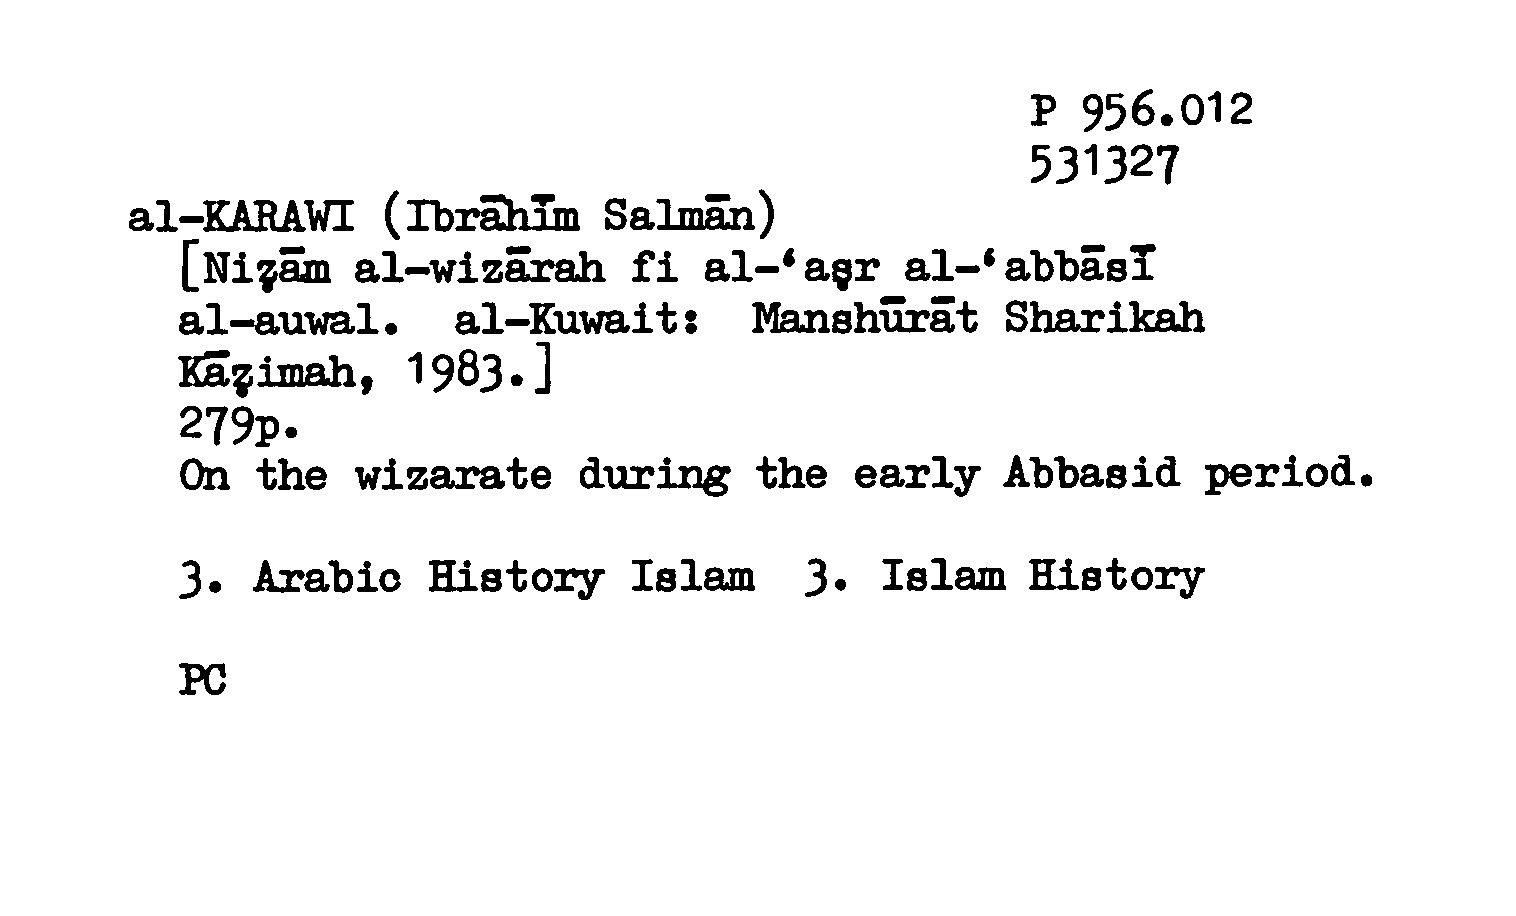 P 956.012
531327
al-KARAWI (Ibrāhīm Salmān)
[Niẓām al-wizārah fi al-‘aṣr al-‘abbāsī
al-auwal. al-Kuwait: Manshūrāt Sharikah
Kāẓimah, 1983.]
279p.
On the wizarate during the early Abbasid period.
3. Arabic History Islam 3. Islam History
PC